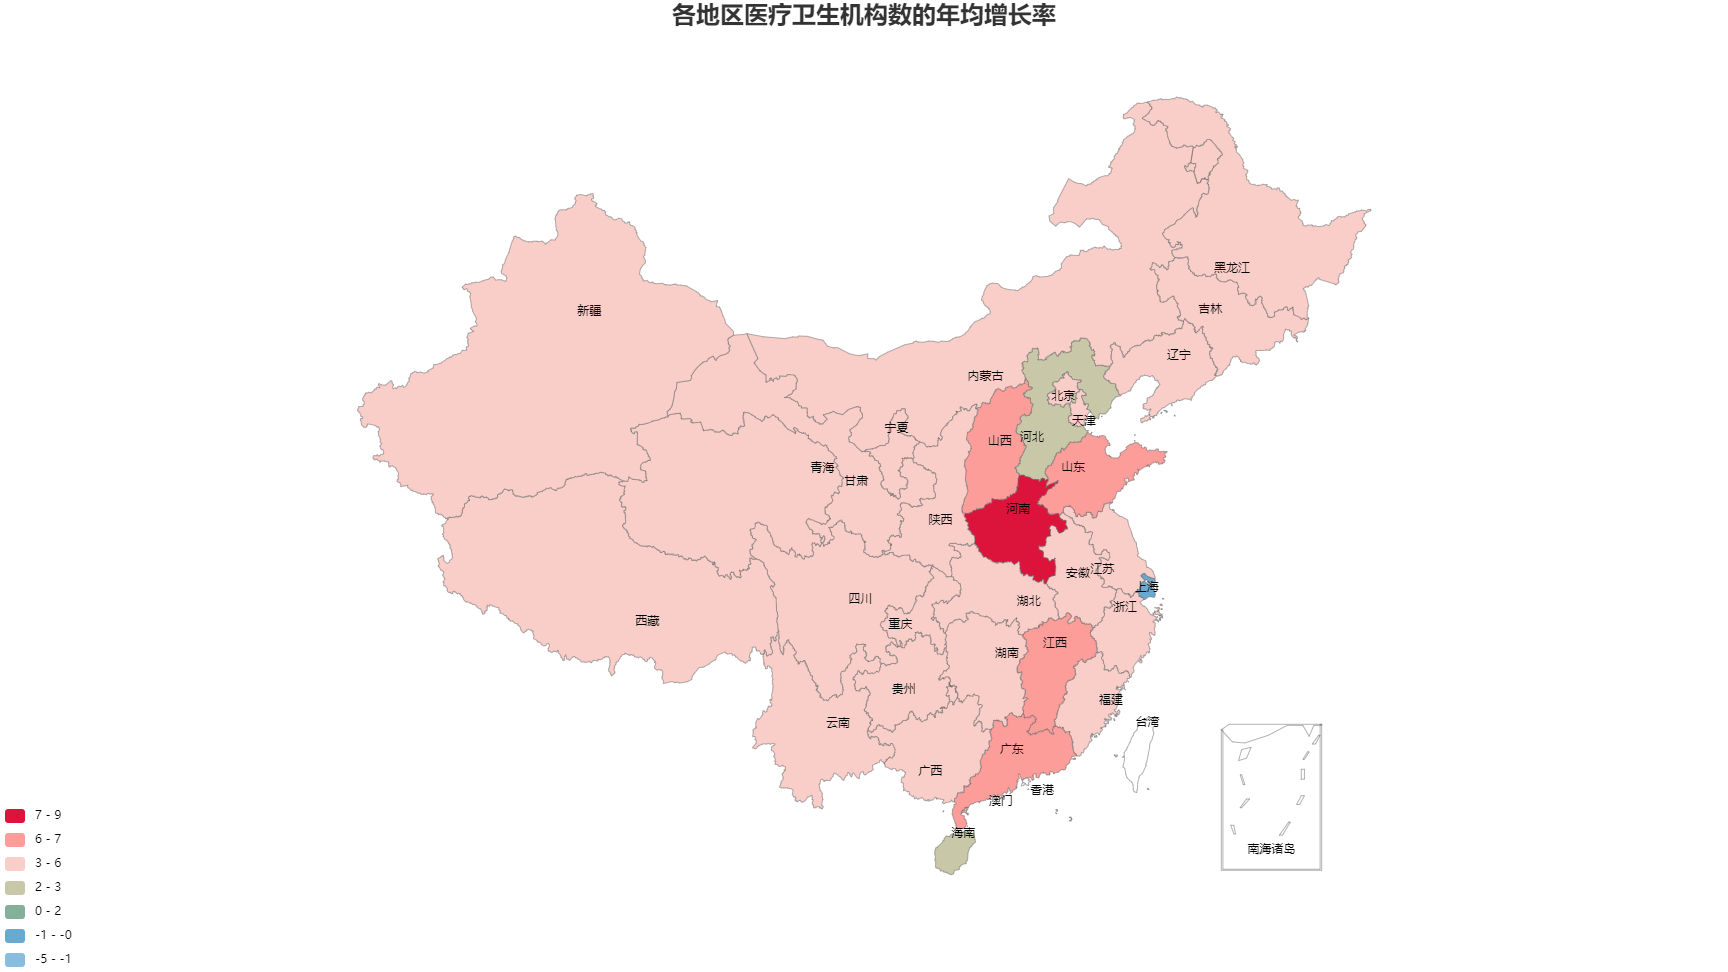 各地区医疗卫生机构数的年均增长率
黑龙江
新疆
吉林
辽宁
内蒙古
北京
天津
宁夏
河北
山西
山东
青海
甘肃
河南
陕西
江苏
安徽
上海
四川
湖北
浙江
西藏
重庆
江西
湖南
贵州
福建
云南
台湾
广东
广西
香港
澳门
海南
南海诸岛
7 - 9
6 - 7
3 - 6
2 - 3
0 - 2
-1 - -0
-5 - -1